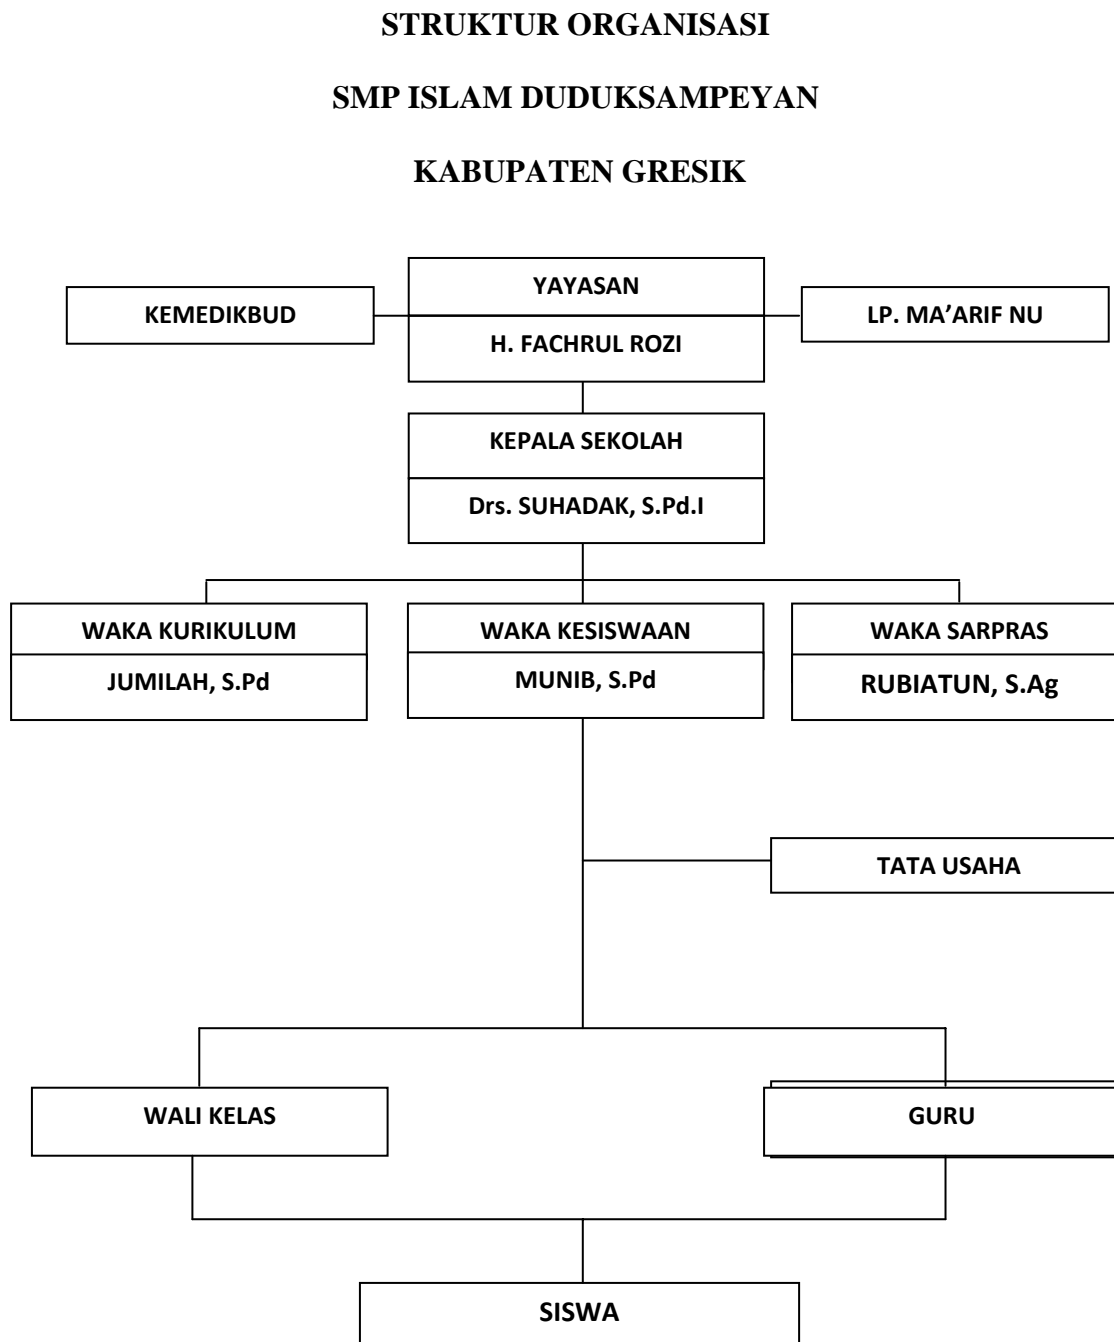 STRUKTUR ORGANISASI
SMP ISLAM DUDUKSAMPEYAN
KABUPATEN GRESIK
YAYASAN
KEMEDIKBUD
LP. MA’ARIF NU
H. FACHRUL ROZI
KEPALA SEKOLAH
Drs. SUHADAK, S.Pd.I
WAKA KURIKULUM
WAKA KESISWAAN
WAKA SARPRAS
JUMILAH, S.Pd
MUNIB, S.Pd
RUBIATUN, S.Ag
TATA USAHA
WALI KELAS
GURU
SISWA